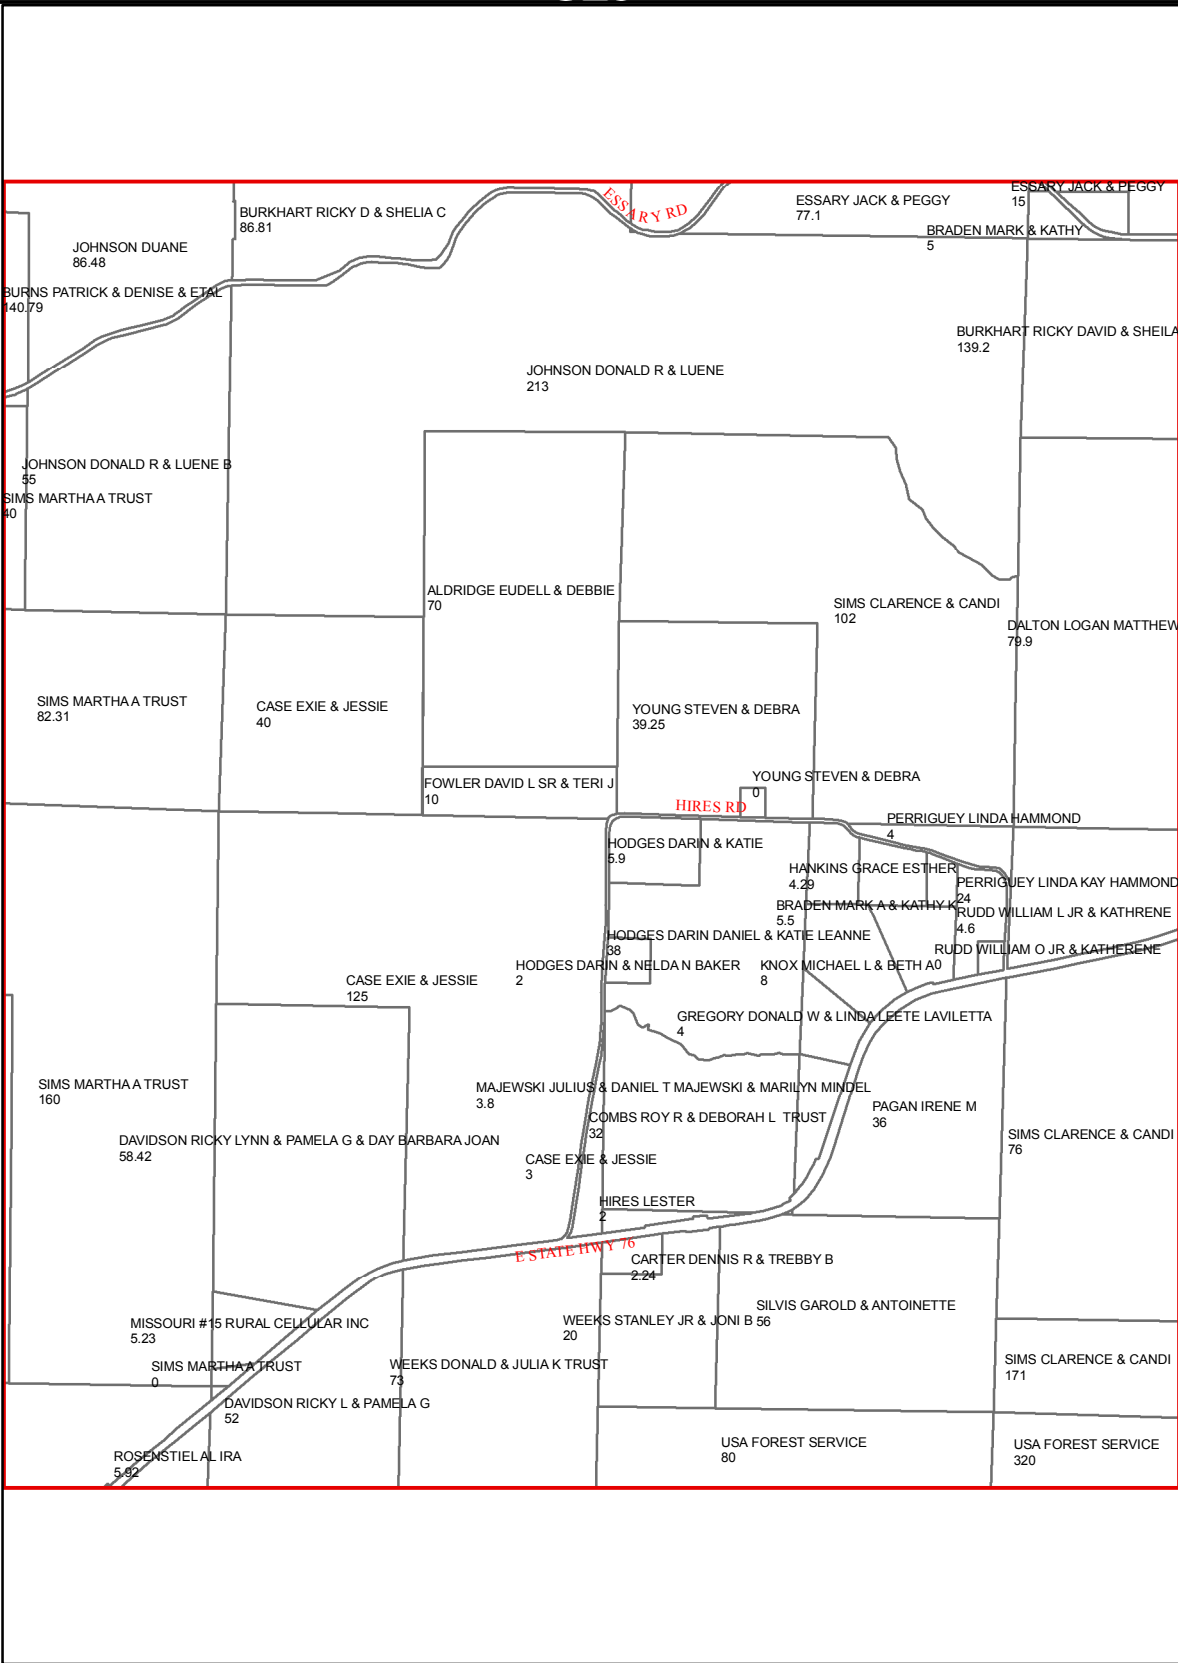 ESSARY JACK & PEGGY
15
ESSARY JACK & PEGGY
77.1
BURKHART RICKY D & SHELIA C
86.81
ESSARY RD
BRADEN MARK & KATHY
5
JOHNSON DUANE
86.48
BURNS PATRICK & DENISE & ETAL
140.79
BURKHART RICKY DAVID & SHEILA
139.2
JOHNSON DONALD R & LUENE
213
JOHNSON DONALD R & LUENE B
55
SIMS MARTHA A TRUST
40
ALDRIDGE EUDELL & DEBBIE
70
SIMS CLARENCE & CANDI
102
DALTON LOGAN MATTHEW
79.9
SIMS MARTHA A TRUST
82.31
CASE EXIE & JESSIE
40
YOUNG STEVEN & DEBRA
39.25
FOWLER DAVID L SR & TERI J
10
YOUNG STEVEN & DEBRA
0
HIRES RD
PERRIGUEY LINDA HAMMOND
4
HODGES DARIN & KATIE
5.9
HANKINS GRACE ESTHER
4.29
PERRIGUEY LINDA KAY HAMMOND
24
BRADEN MARK A & KATHY K
5.5
RUDD WILLIAM L JR & KATHRENE
4.6
HODGES DARIN DANIEL & KATIE LEANNE
38
RUDD WILLIAM O JR & KATHERENE
0
HODGES DARIN & NELDA N BAKER
2
KNOX MICHAEL L & BETH A
8
CASE EXIE & JESSIE
125
GREGORY DONALD W & LINDA LEETE LAVILETTA
4
SIMS MARTHA A TRUST
160
MAJEWSKI JULIUS & DANIEL T MAJEWSKI & MARILYN MINDEL
3.8
PAGAN IRENE M
36
COMBS ROY R & DEBORAH L TRUST
32
DAVIDSON RICKY LYNN & PAMELA G & DAY BARBARA JOAN
58.42
SIMS CLARENCE & CANDI
76
CASE EXIE & JESSIE
3
HIRES LESTER
2
E STATE HWY 76
CARTER DENNIS R & TREBBY B
2.24
SILVIS GAROLD & ANTOINETTE
56
MISSOURI #15 RURAL CELLULAR INC
5.23
WEEKS STANLEY JR & JONI B
20
SIMS MARTHA A TRUST
0
WEEKS DONALD & JULIA K TRUST
73
SIMS CLARENCE & CANDI
171
DAVIDSON RICKY L & PAMELA G
52
ROSENSTIEL AL IRA
5.92
USA FOREST SERVICE
80
USA FOREST SERVICE
320